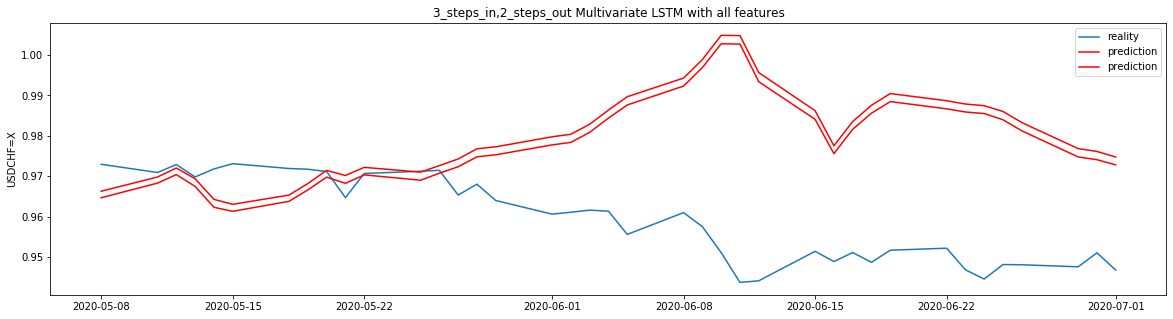 3_steps_in,2_steps_out Multivariate LSTM with all features
reality
prediction
prediction
USDCHF=X
1.00
0.99
0.98
0.97
0.96
0.95
2020-05-08 2020-05-15 2020-05-22 2020-06-01 2020-06-08 2020-06-15 2020-06-22 2020-07-01